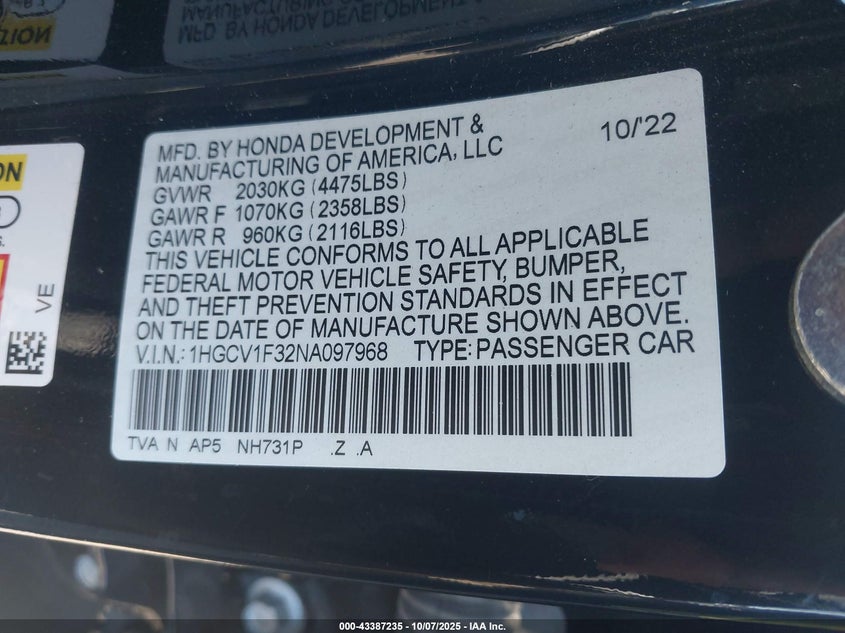 MFD. BY HONDA DEVELOPMENT &
MANUFACTURING OF AMERICA, LLC
10/'22
GVWR 2030KG (4475LBS)
GAWR F 1070KG (2358LBS)
GAWR R 960KG (2116LBS)
THIS VEHICLE CONFORMS TO ALL APPLICABLE
FEDERAL MOTOR VEHICLE SAFETY, BUMPER,
AND THEFT PREVENTION STANDARDS IN EFFECT
ON THE DATE OF MANUFACTURE SHOWN ABOVE.
V.I.N.: 1HGCV1F32NA097968 TYPE: PASSENGER CAR
TVA N AP5 NH731P .Z .A
VE
000-43387235 - 10/07/2025 - IAA Inc.